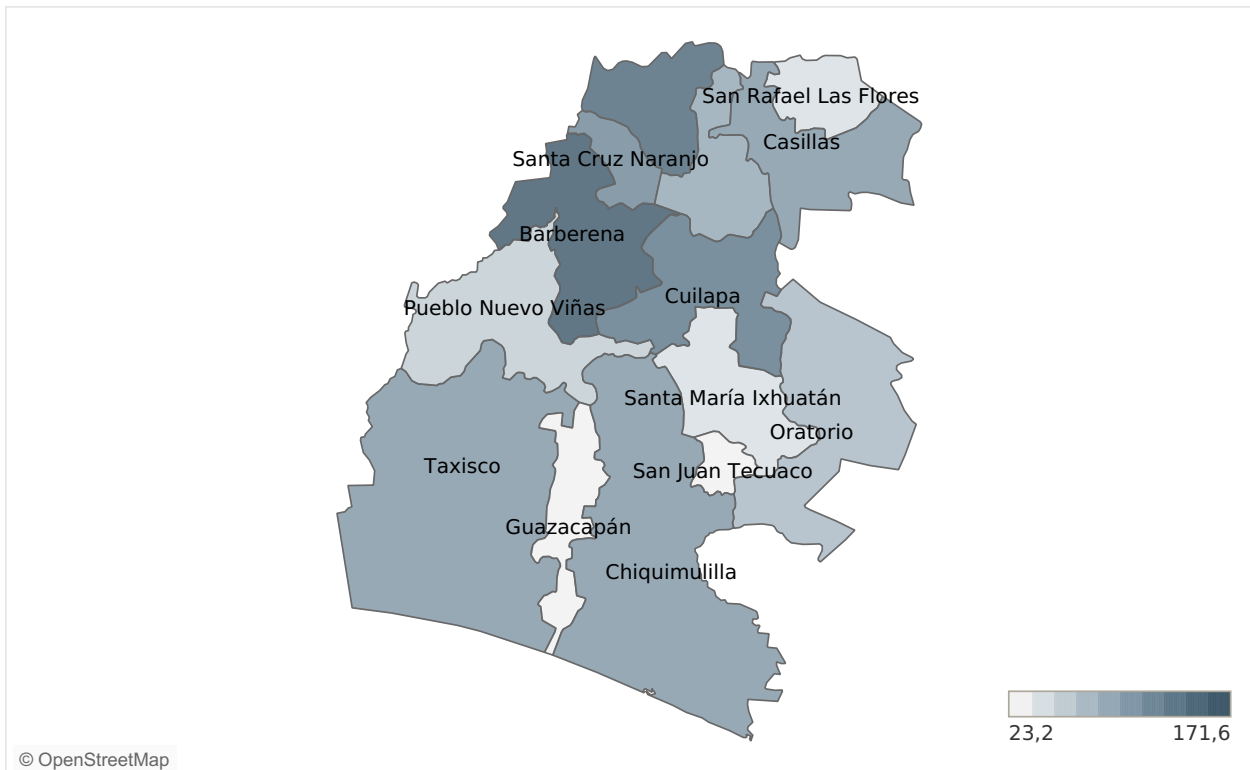 San Rafael Las Flores
Casillas
Santa Cruz Naranjo
Barberena
Cuilapa
Pueblo Nuevo Viñas
Santa María Ixhuatán
Oratorio
Taxisco
San Juan Tecuaco
Guazacapán
Chiquimulilla
23,2
171,6
© OpenStreetMap